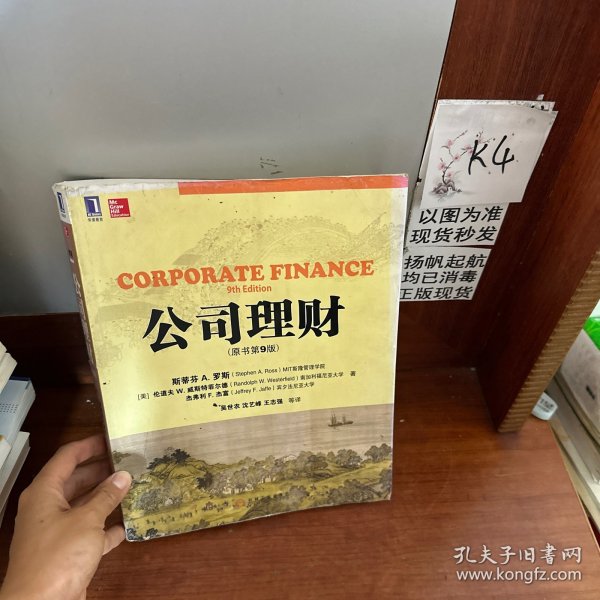 华章教育
Mc
Graw
Hill
Education
CORPORATE FINANCE
9th Edition
公司理财
(原书第9版)
斯蒂芬 A. 罗斯 (Stephen A. Ross) MIT斯隆管理学院
[美] 伦道夫 W. 威斯特菲尔德 (Randolph W. Westerfield) 南加利福尼亚大学 著
杰弗利 F. 杰富 (Jeffrey F. Jaffe) 宾夕法尼亚大学
吴世农 沈艺峰 王志强 等译
K4
以图为准
现货秒发
扬帆起航
均已消毒
正版现货
孔夫子旧书网
www.kongfz.com